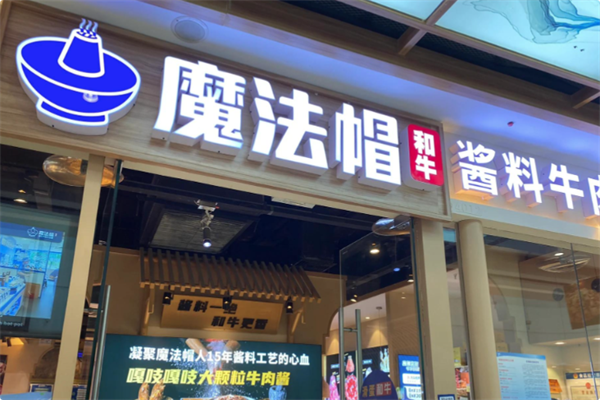 魔法帽
和牛
酱料牛肉
酱料一绝
和牛更嫩
凝聚魔法帽人15年酱料工艺的心血
嘎吱嘎吱大颗粒牛肉酱